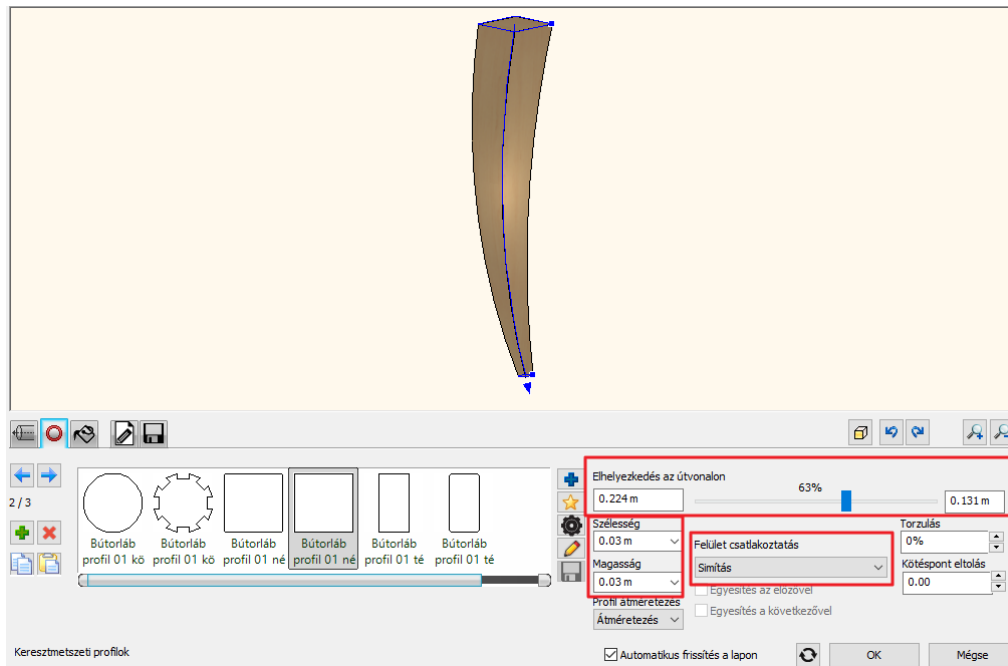 Elhelyezkedés az útvonalon
0.224 m
63%
0.131 m
2 / 3
Bútorláb profil 01 kö
Bútorláb profil 01 kö
Bútorláb profil 01 né
Bútorláb profil 01 né
Bútorláb profil 01 té
Bútorláb profil 01 té
Szélesség
0.03 m
Magasság
0.03 m
Profil átméretezés
Átméretezés
Felület csatlakoztatás
Simítás
Egyesítés az előzővel
Egyesítés a következővel
Torzulás
0%
Kötéspont eltolás
0.00
Keresztmetszeti profilok
Automatikus frissítés a lapon
OK
Mégse